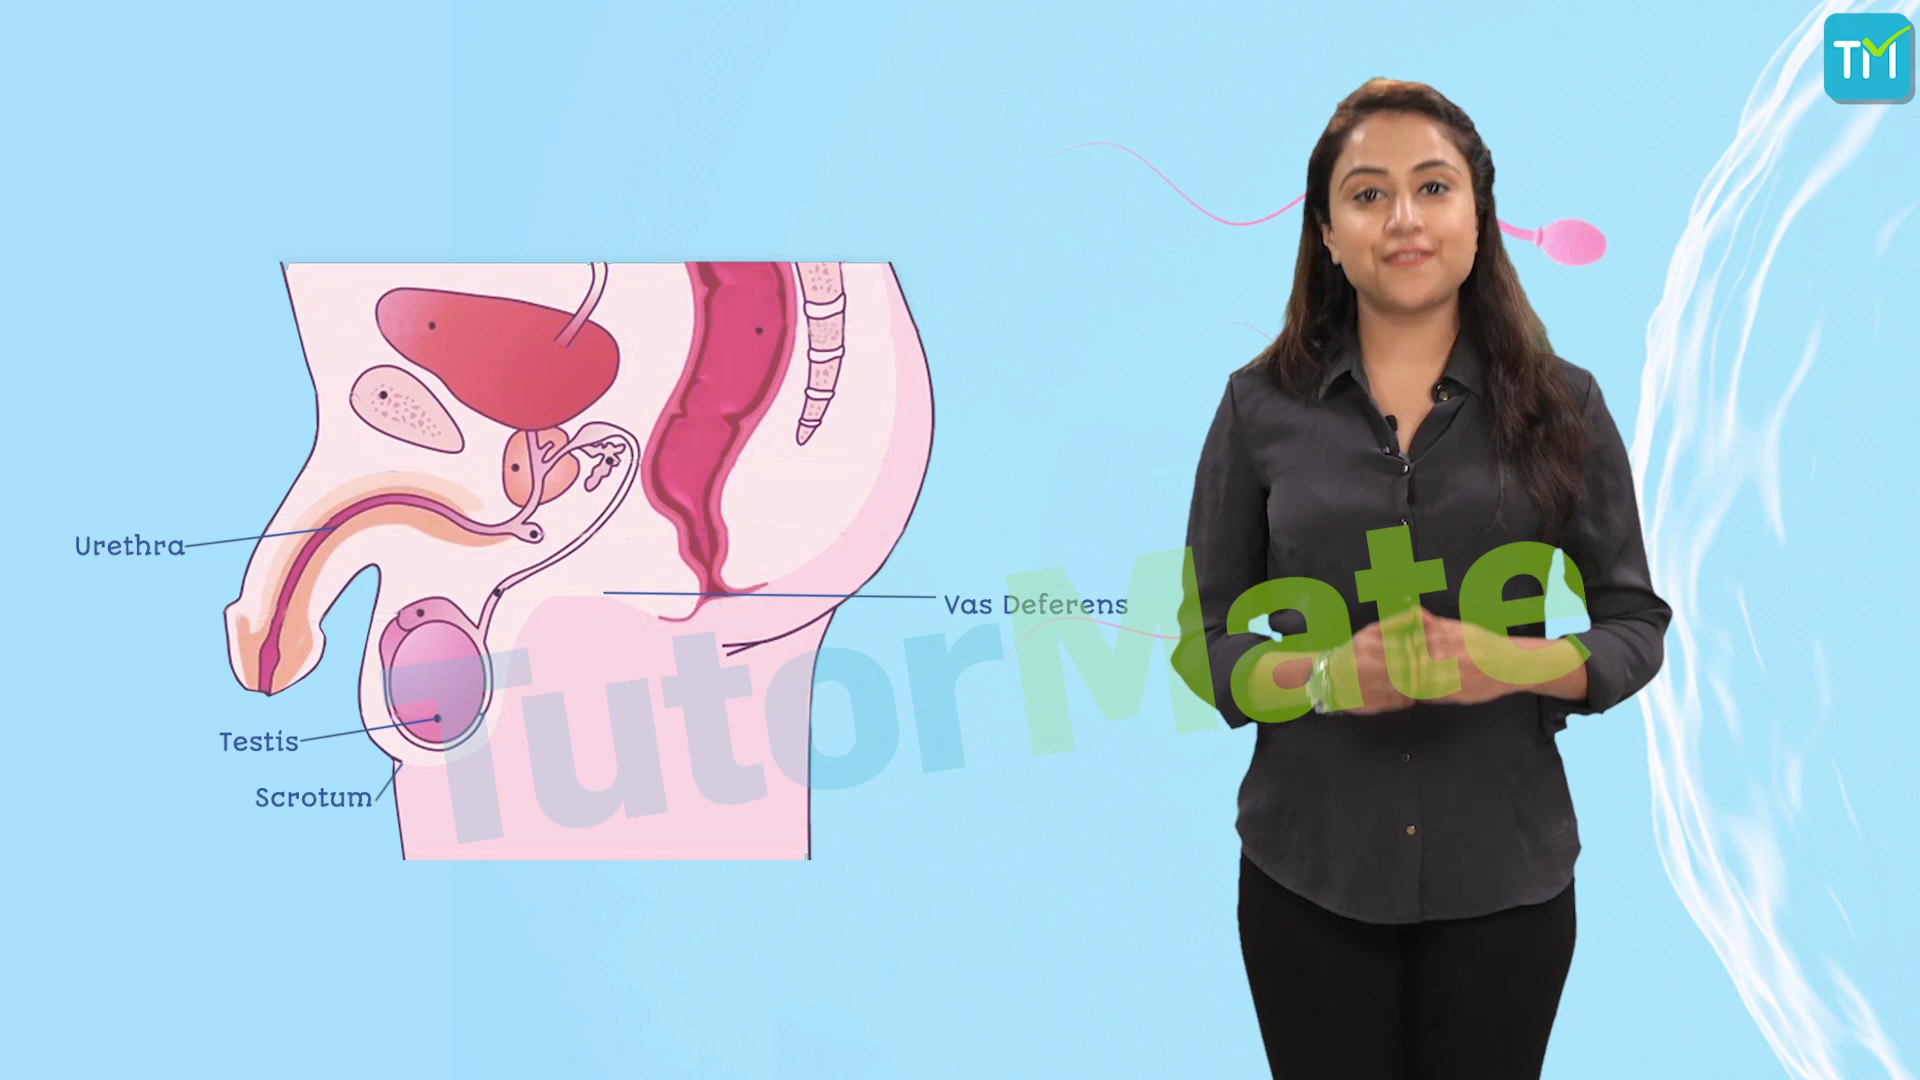 TM
Urethra
Vas Deferens
Testis
Scrotum
TutorMate